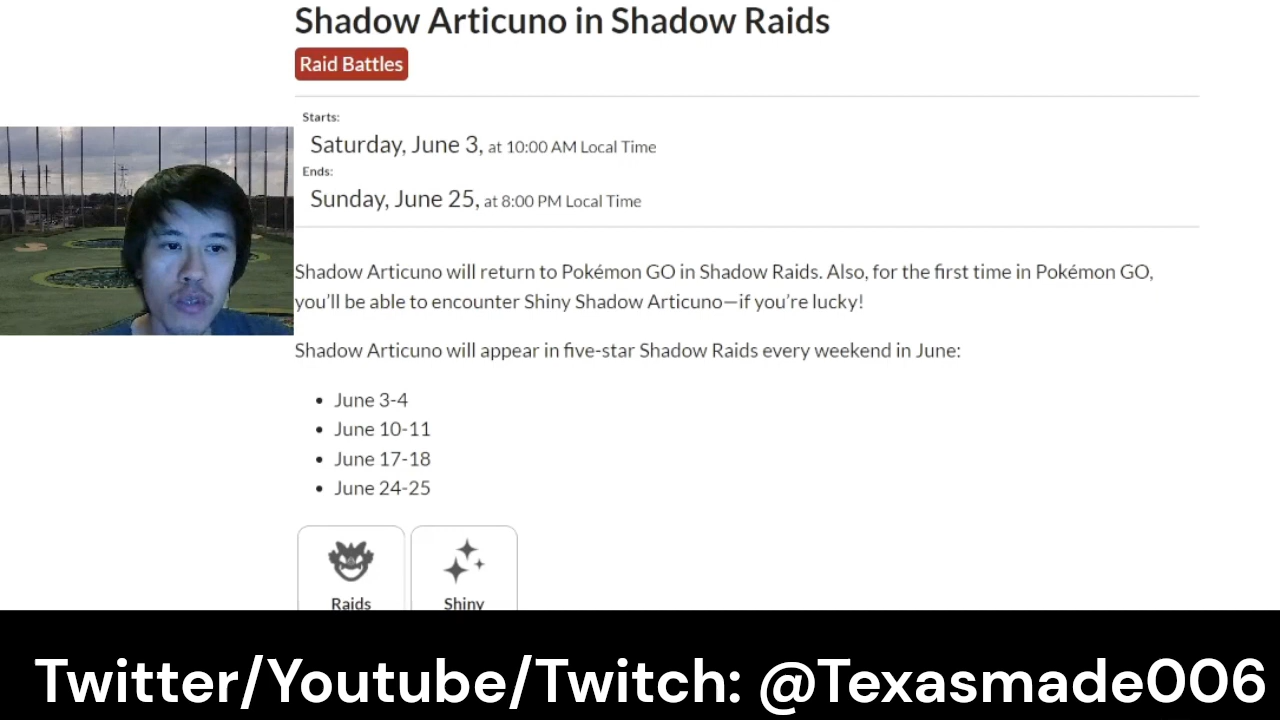 Shadow Articuno in Shadow Raids
Raid Battles
Starts:
Saturday, June 3, at 10:00 AM Local Time
Ends:
Sunday, June 25, at 8:00 PM Local Time
Shadow Articuno will return to Pokémon GO in Shadow Raids. Also, for the first time in Pokémon GO,
you’ll be able to encounter Shiny Shadow Articuno—if you’re lucky!
Shadow Articuno will appear in five-star Shadow Raids every weekend in June:
• June 3-4
• June 10-11
• June 17-18
• June 24-25
Raids
Shiny
Twitter/Youtube/Twitch: @Texasmade006